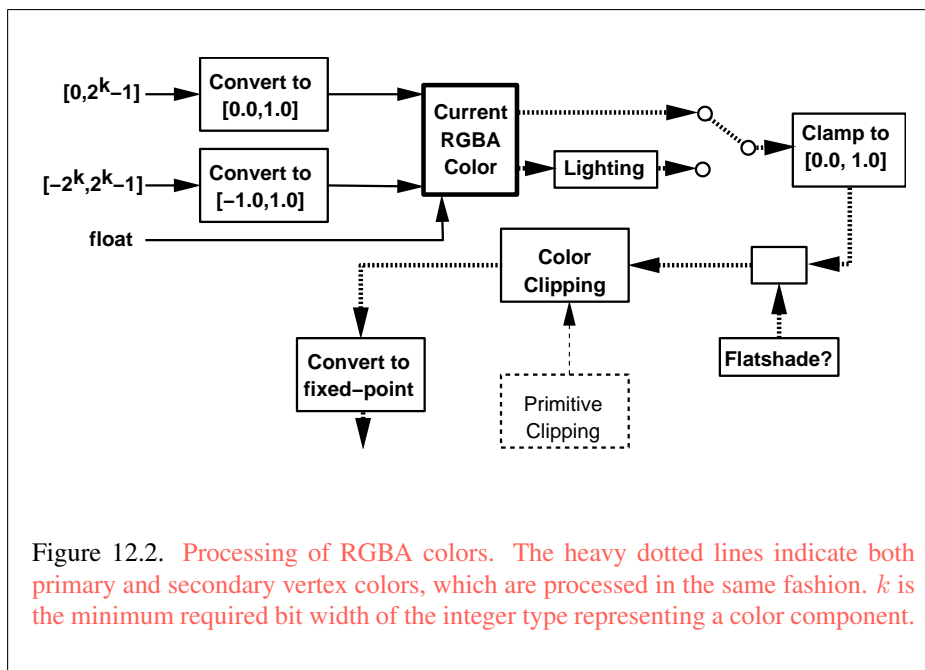 [0,2^k−1]
Convert to
[0.0,1.0]
Current
RGBA
Color
Clamp to
[0.0, 1.0]
[−2^k,2^k−1]
Convert to
[−1.0,1.0]
Lighting
float
Color
Clipping
Convert to
fixed−point
Flatshade?
Primitive
Clipping
Figure 12.2. Processing of RGBA colors. The heavy dotted lines indicate both
primary and secondary vertex colors, which are processed in the same fashion. k is
the minimum required bit width of the integer type representing a color component.